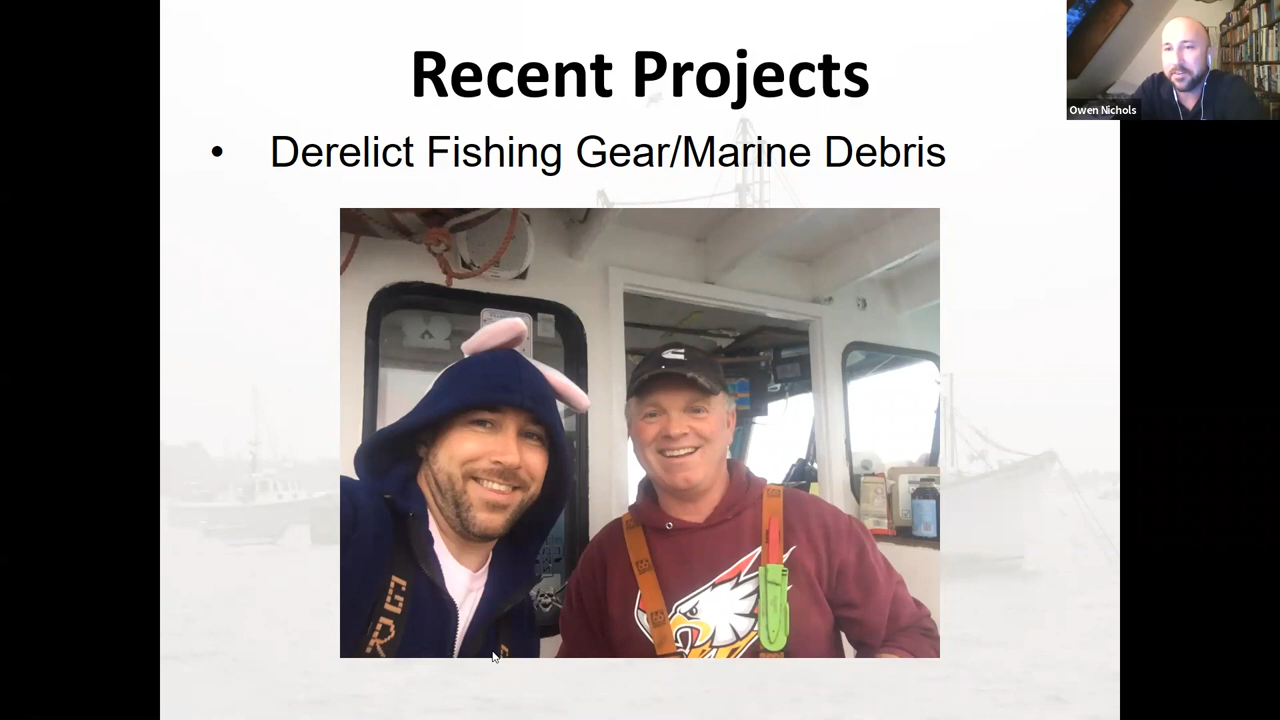 Recent Projects
• Derelict Fishing Gear/Marine Debris
Owen Nichols